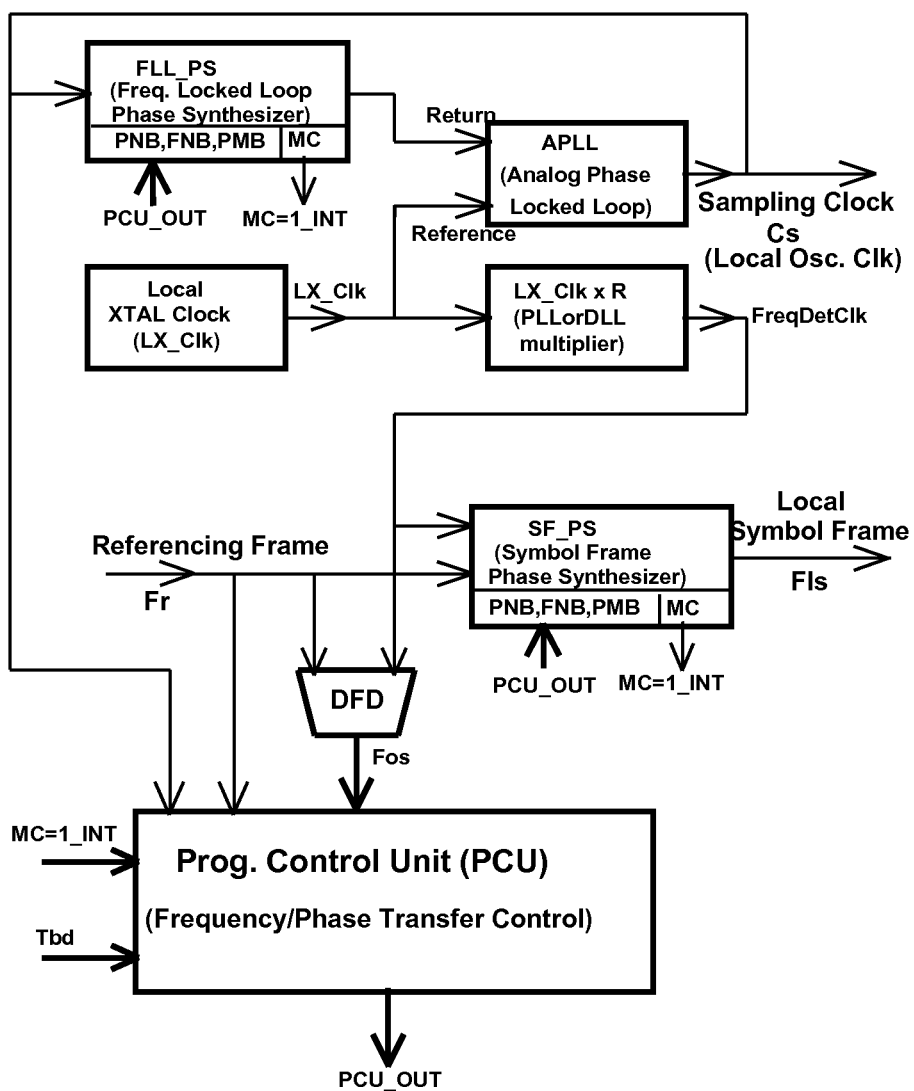 FLL_PS
(Freq. Locked Loop
Phase Synthesizer)
PNB,FNB,PMB
MC
PCU_OUT
MC=1_INT
Return
Reference
APLL
(Analog Phase
Locked Loop)
Sampling Clock
Cs
(Local Osc. Clk)
Local
XTAL Clock
(LX_Clk)
LX_Clk
LX_Clk x R
(PLLorDLL
multiplier)
FreqDetClk
Referencing Frame
Fr
SF_PS
(Symbol Frame
Phase Synthesizer)
PNB,FNB,PMB
MC
PCU_OUT
MC=1_INT
Local
Symbol Frame
Fls
DFD
Fos
MC=1_INT
Tbd
Prog. Control Unit (PCU)
(Frequency/Phase Transfer Control)
PCU_OUT